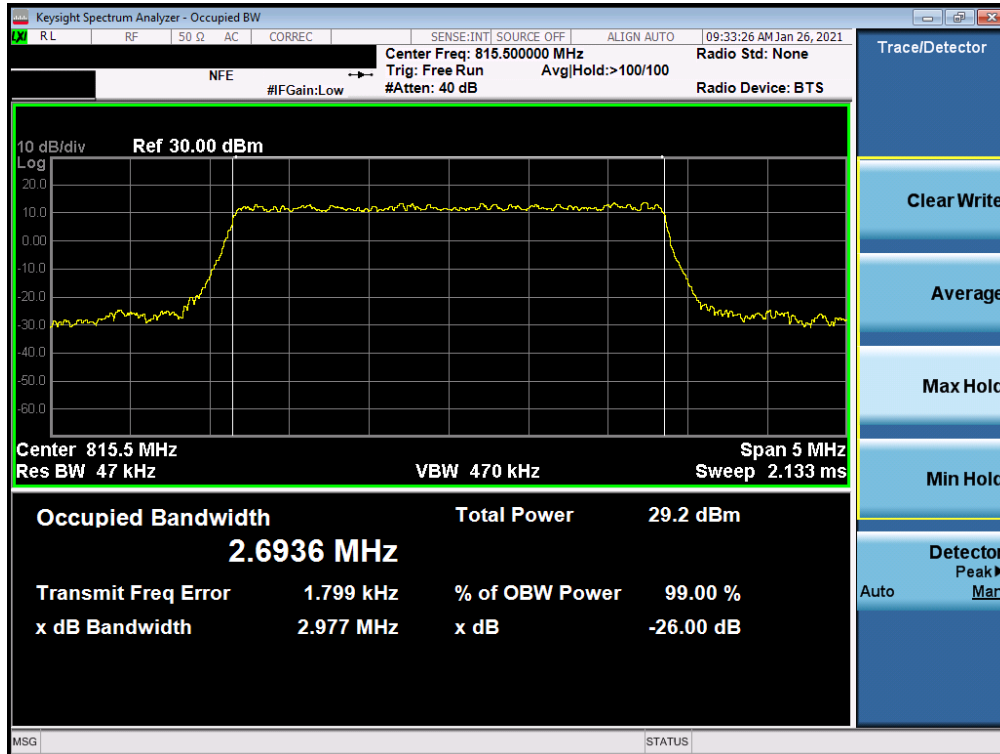 Keysight Spectrum Analyzer - Occupied BW
LXI RL RF 50 Ω AC CORREC SENSE:INT SOURCE OFF ALIGN AUTO 09:33:26 AM Jan 26, 2021
Center Freq: 815.500000 MHz Radio Std: None
NFE Trig: Free Run Avg|Hold:>100/100
#IFGain:Low #Atten: 40 dB Radio Device: BTS
10 dB/div Ref 30.00 dBm
Log
20.0
10.0
0.00
-10.0
-20.0
-30.0
-40.0
-50.0
-60.0
Center 815.5 MHz Span 5 MHz
Res BW 47 kHz VBW 470 kHz Sweep 2.133 ms
Occupied Bandwidth Total Power 29.2 dBm
2.6936 MHz
Transmit Freq Error 1.799 kHz % of OBW Power 99.00 %
x dB Bandwidth 2.977 MHz x dB -26.00 dB
MSG STATUS
Trace/Detector
Clear Write
Average
Max Hold
Min Hold
Detector
Peak▶
Auto Man